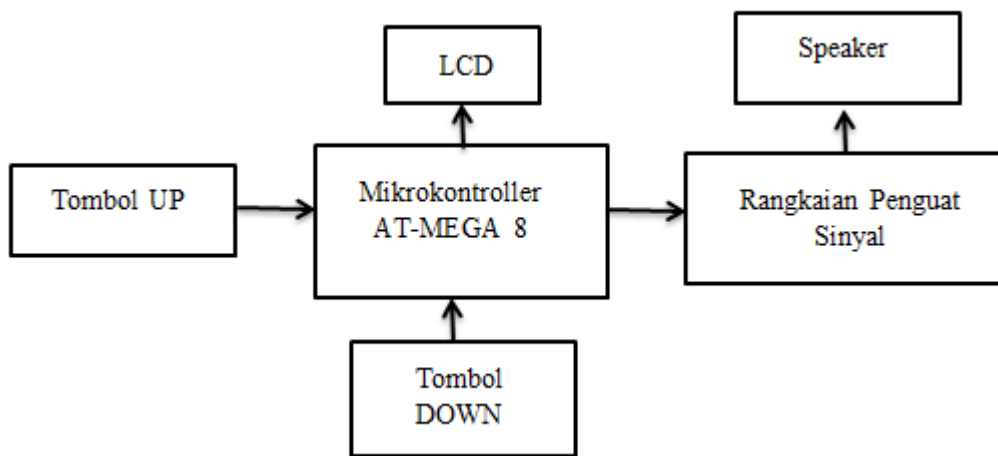 LCD
Speaker
Tombol UP
Mikrokontroller
AT-MEGA 8
Rangkaian Penguat
Sinyal
Tombol
DOWN